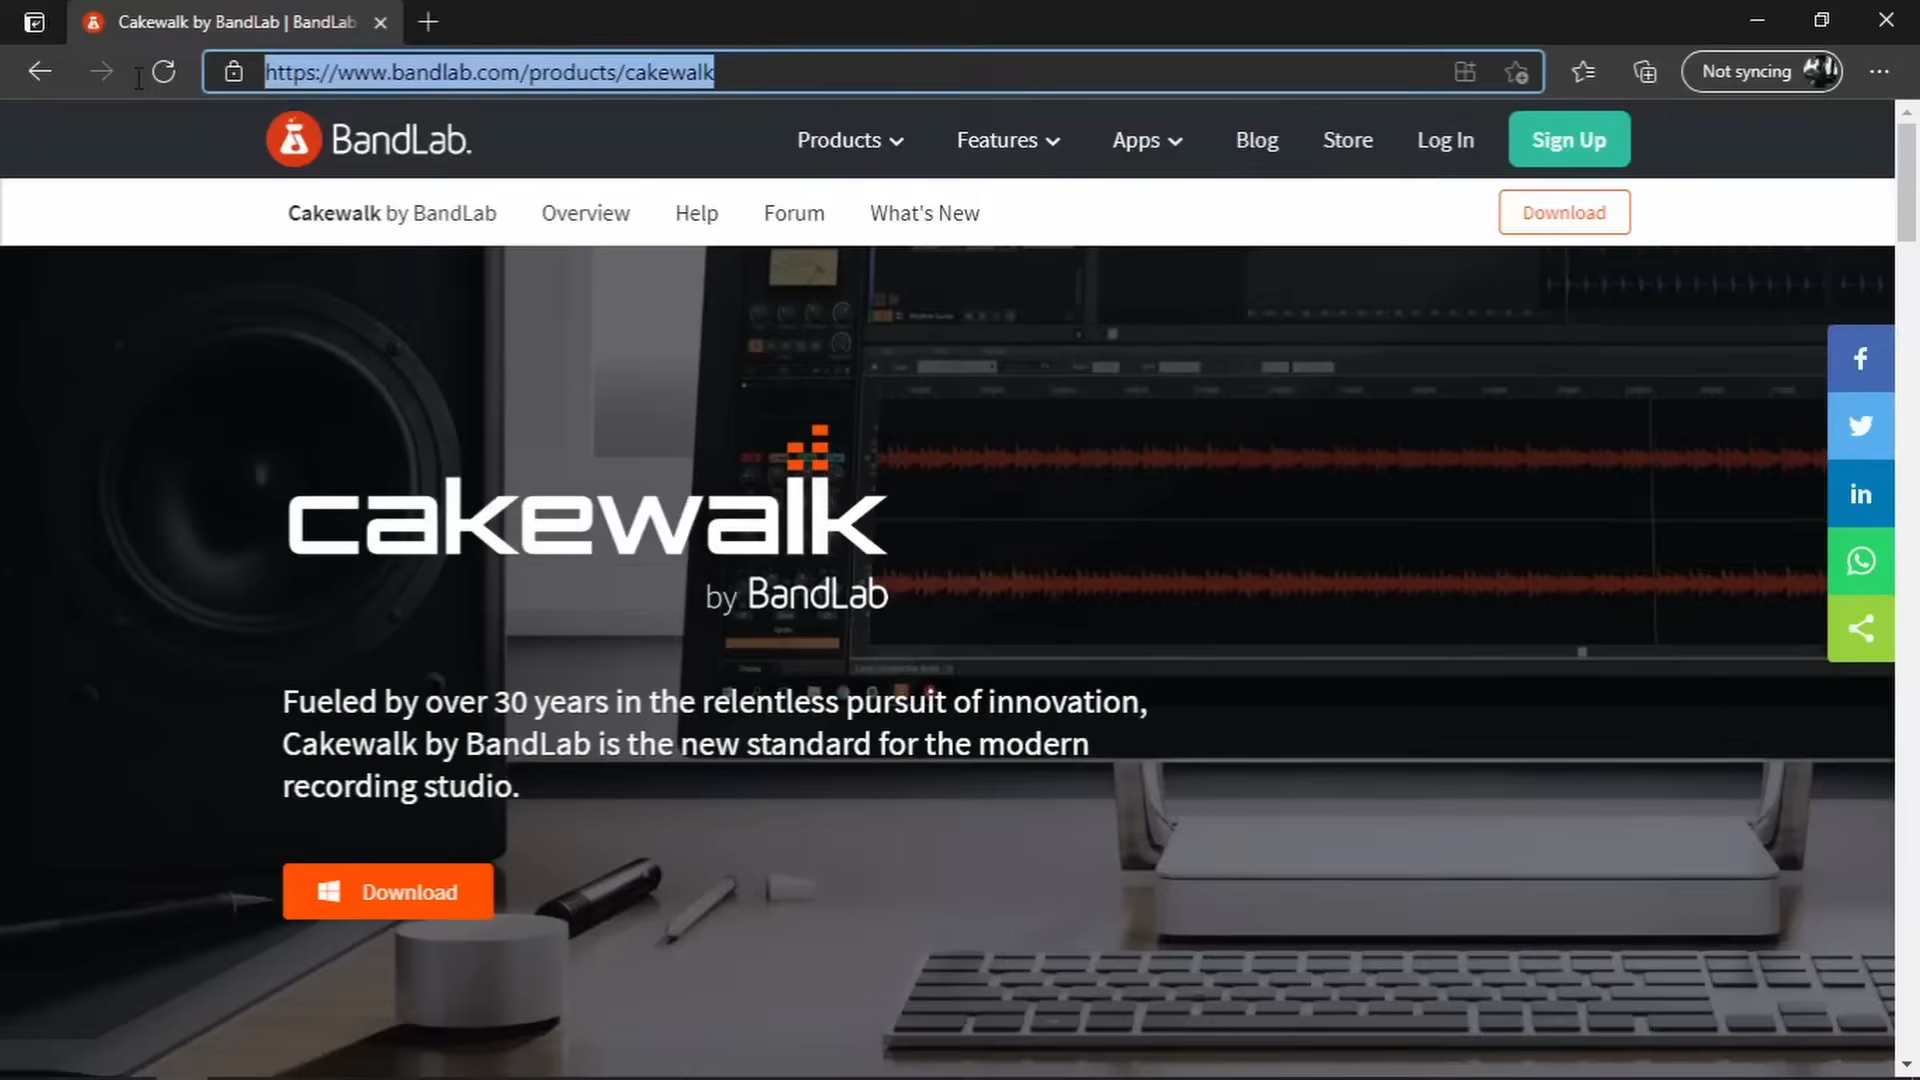 Cakewalk by BandLab | BandLab
https://www.bandlab.com/products/cakewalk
Not syncing
BandLab.
Products
Features
Apps
Blog
Store
Log In
Sign Up
Cakewalk by BandLab
Overview
Help
Forum
What's New
Download
cakewalk
by BandLab
Fueled by over 30 years in the relentless pursuit of innovation,
Cakewalk by BandLab is the new standard for the modern
recording studio.
Download